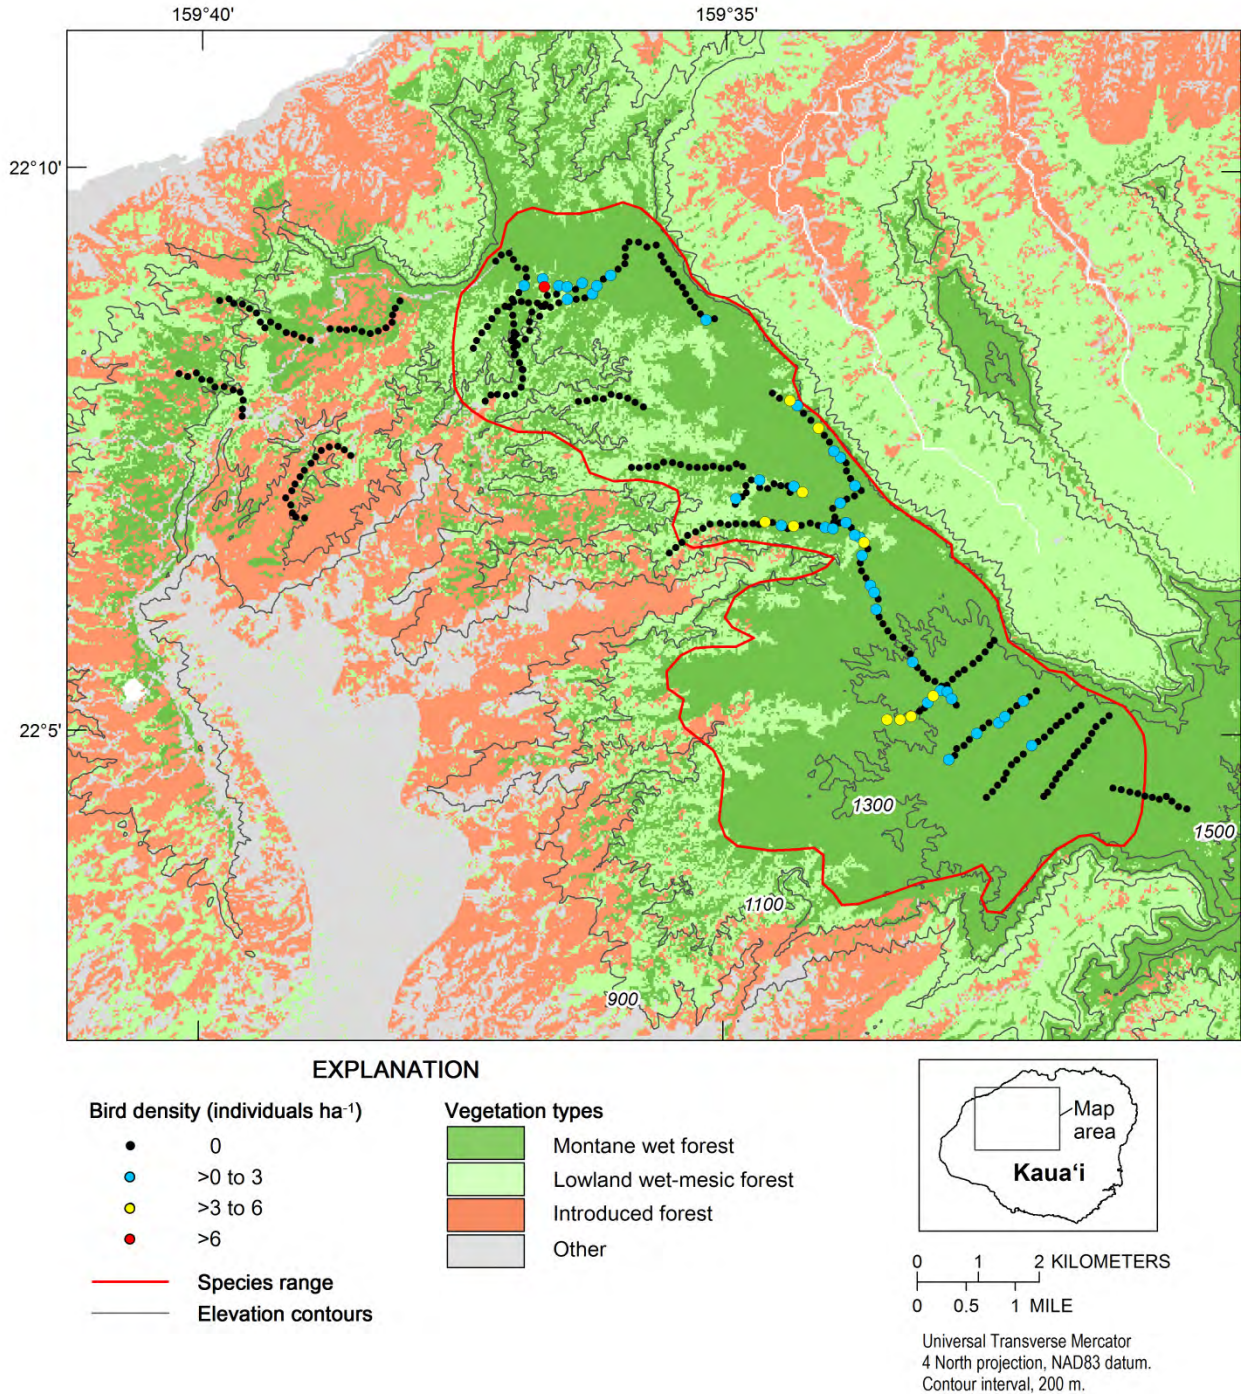 159°40'
159°35'
22°10'
22°5'
1300
1500
1100
900
EXPLANATION
Bird density (individuals ha⁻¹)
0
>0 to 3
>3 to 6
>6
Species range
Elevation contours
Vegetation types
Montane wet forest
Lowland wet-mesic forest
Introduced forest
Other
Map
area
Kauaʻi
0 1 2 KILOMETERS
0 0.5 1 MILE
Universal Transverse Mercator
4 North projection, NAD83 datum.
Contour interval, 200 m.